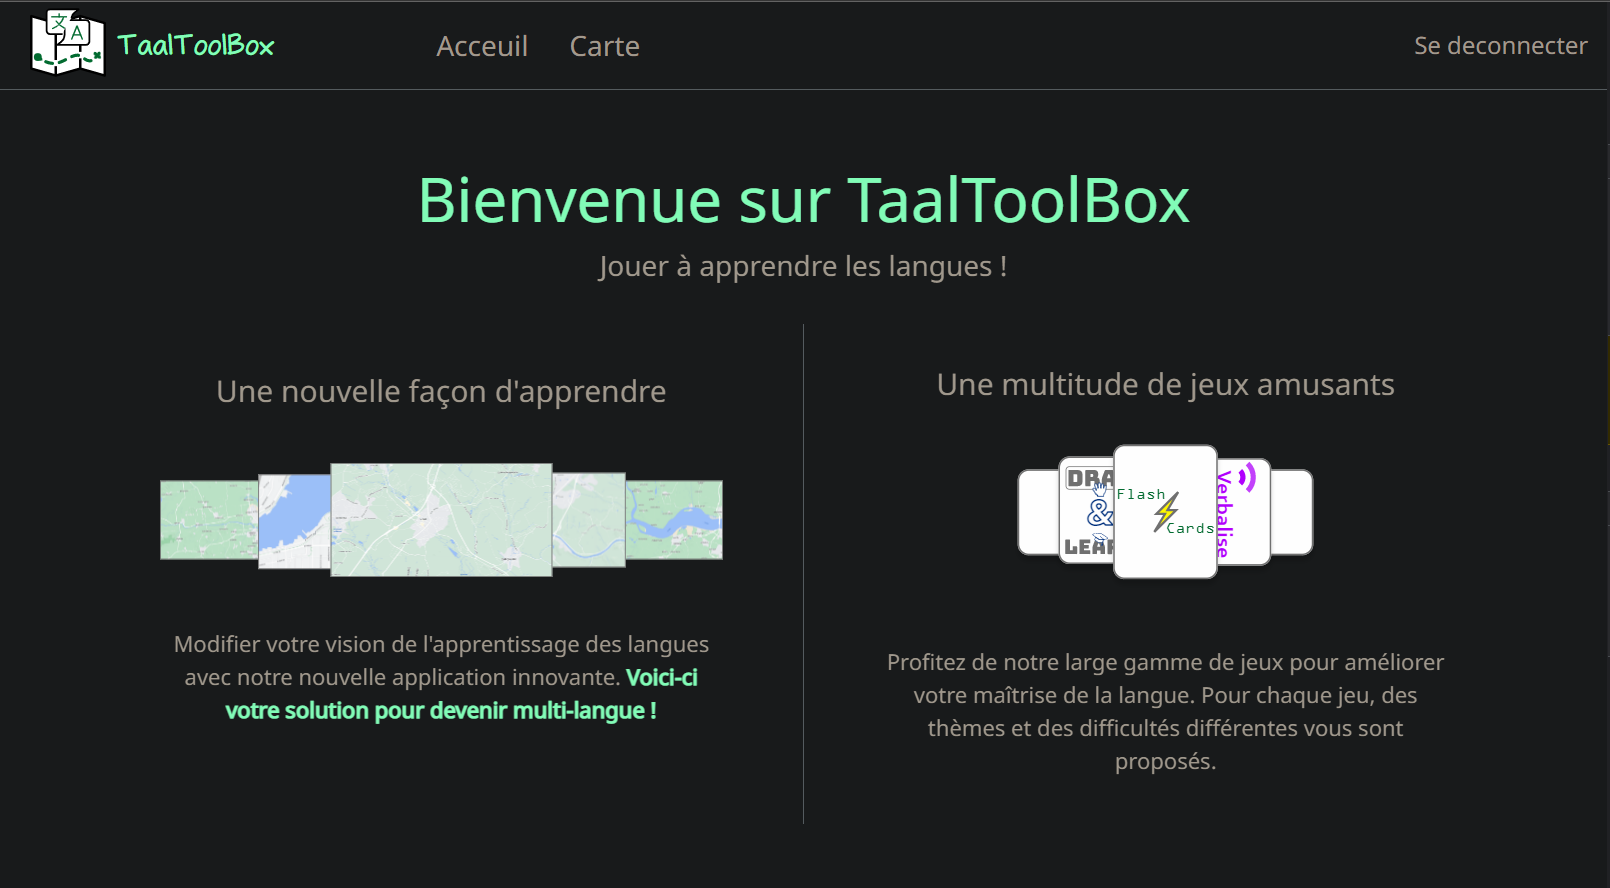 文
A
TaalToolBox
Acceuil
Carte
Se deconnecter
Bienvenue sur TaalToolBox
Jouer à apprendre les langues !
Une nouvelle façon d'apprendre
Modifier votre vision de l'apprentissage des langues
avec notre nouvelle application innovante. Voici-ci
votre solution pour devenir multi-langue !
Une multitude de jeux amusants
DRA
&
LEAR
Flash
Cards
Verbalise
Profitez de notre large gamme de jeux pour améliorer
votre maîtrise de la langue. Pour chaque jeu, des
thèmes et des difficultés différentes vous sont
proposés.